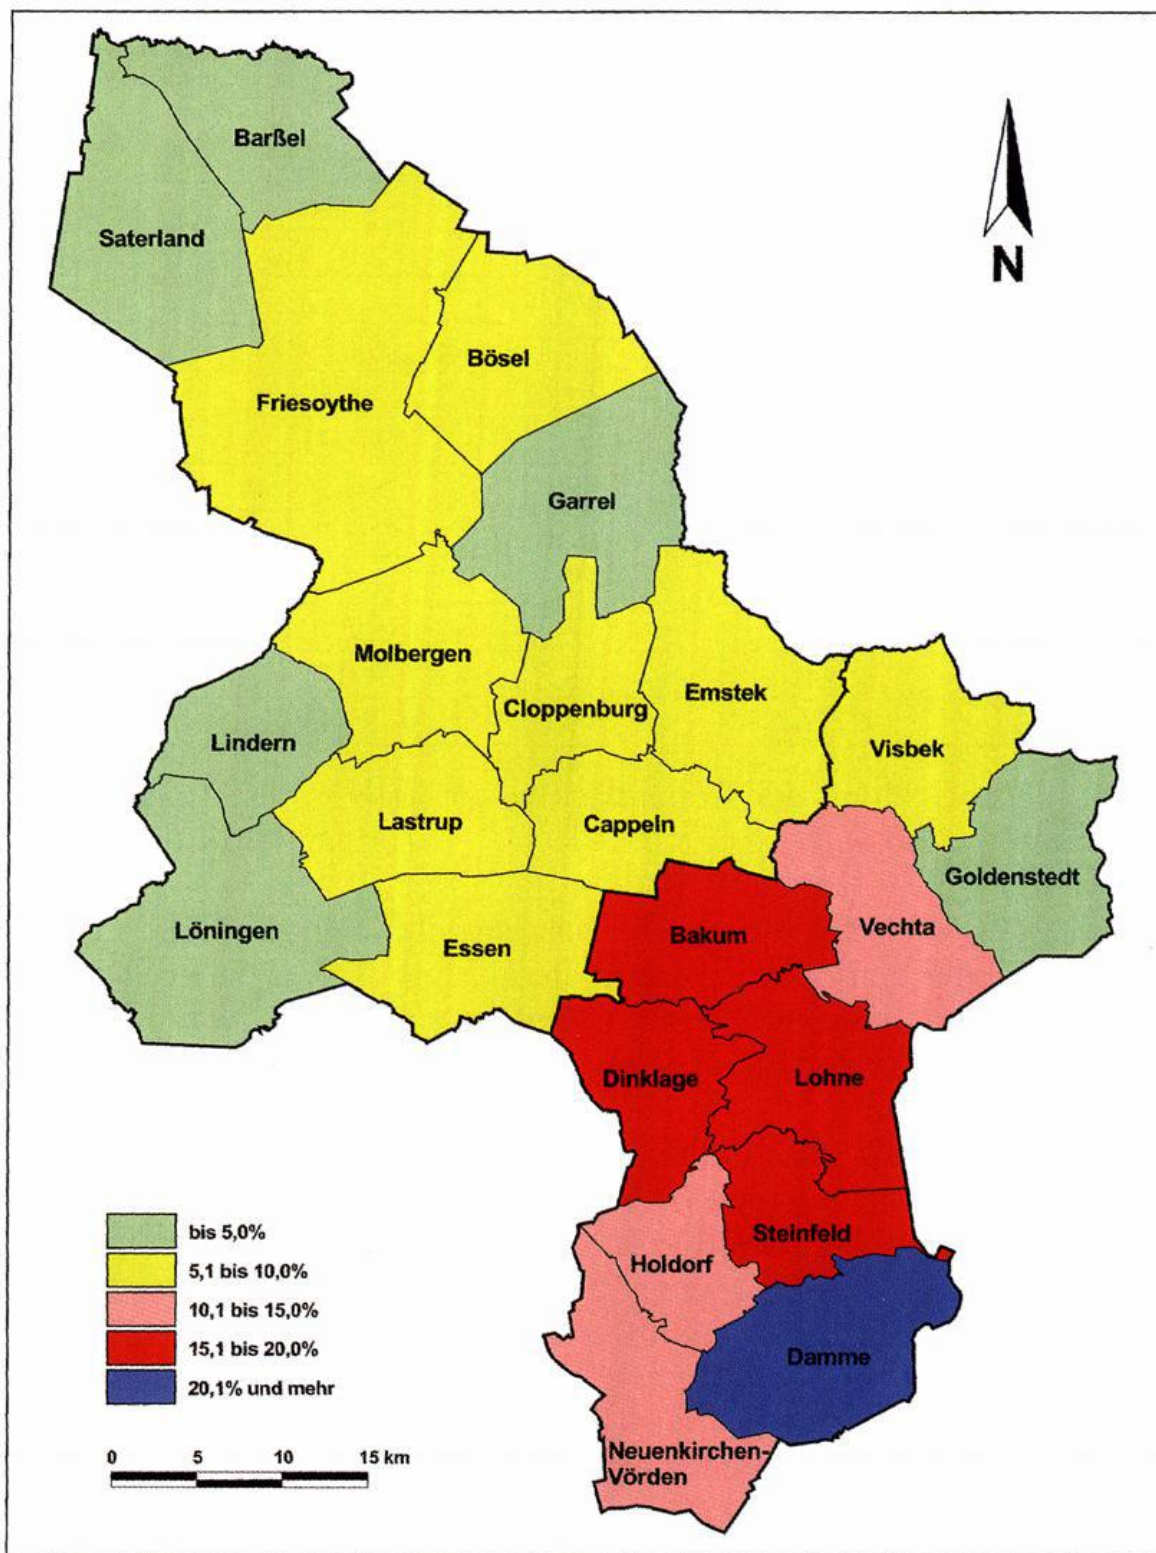 Barßel
Saterland
N
Bösel
Friesoythe
Garrel
Molbergen
Emstek
Cloppenburg
Lindern
Visbek
Lastrup
Cappeln
Goldenstedt
Löningen
Essen
Bakum
Vechta
Dinklage
Lohne
Steinfeld
Holdorf
Damme
Neuenkirchen-
Vörden
bis 5,0%
5,1 bis 10,0%
10,1 bis 15,0%
15,1 bis 20,0%
20,1% und mehr
0 5 10 15 km